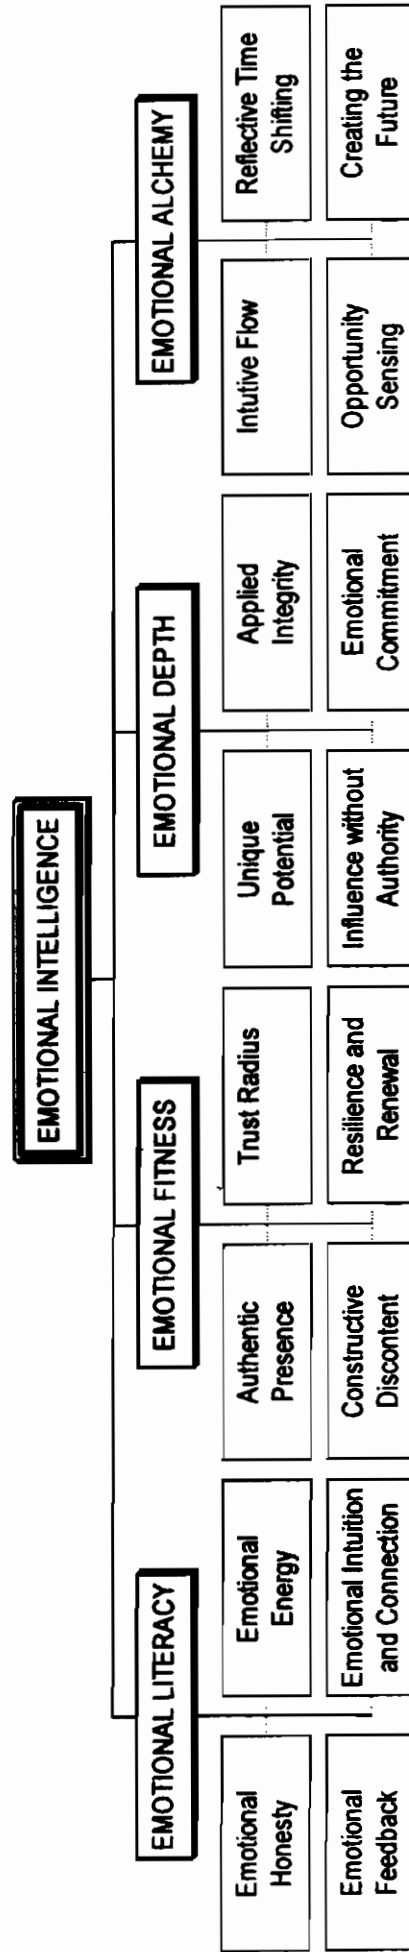 EMOTIONAL INTELLIGENCE
EMOTIONAL LITERACY
EMOTIONAL FITNESS
EMOTIONAL DEPTH
EMOTIONAL ALCHEMY
Emotional
Honesty
Emotional
Energy
Authentic
Presence
Trust Radius
Unique
Potential
Applied
Integrity
Intutive Flow
Reflective Time
Shifting
Emotional
Feedback
Emotional Intuition
and Connection
Constructive
Discontent
Resilience and
Renewal
Influence without
Authority
Emotional
Commitment
Opportunity
Sensing
Creating the
Future